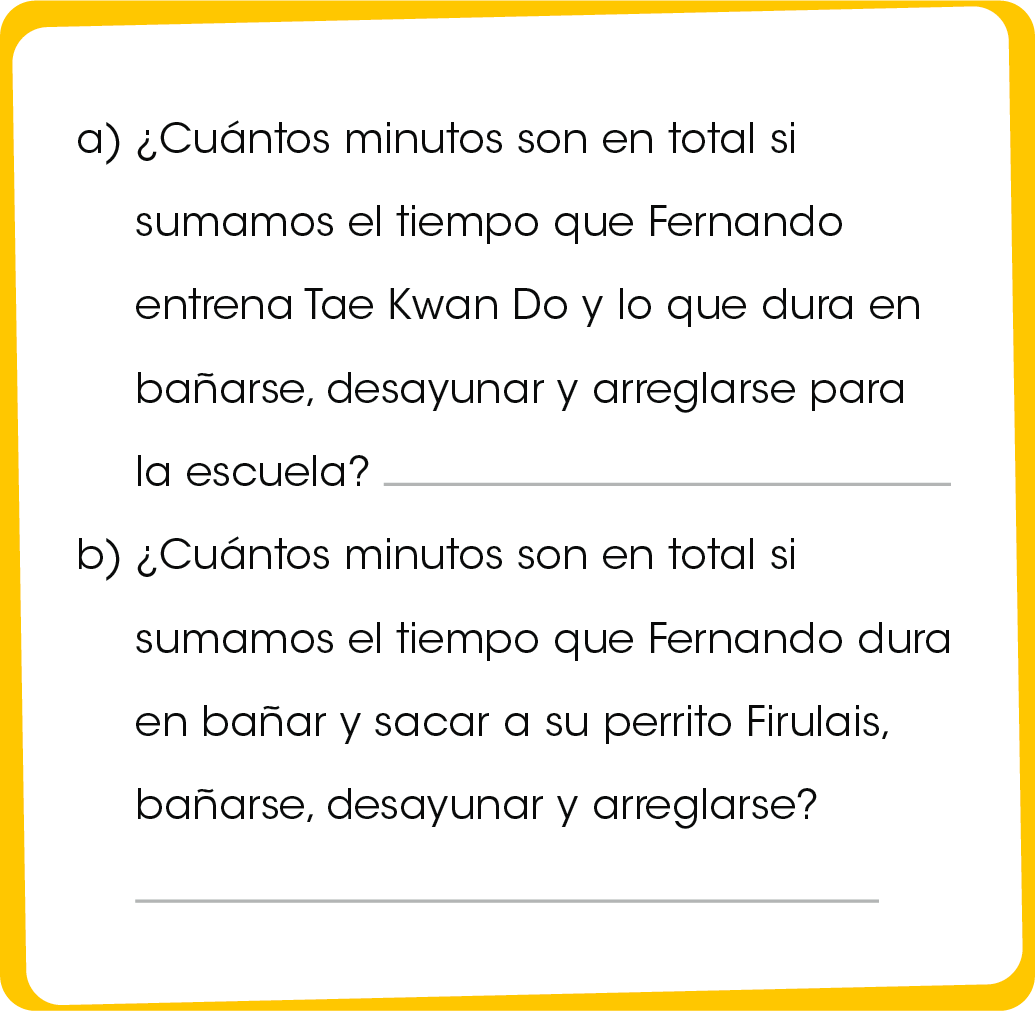 a) ¿Cuántos minutos son en total si
sumamos el tiempo que Fernando
entrena Tae Kwan Do y lo que dura en
bañarse, desayunar y arreglarse para
la escuela?
b) ¿Cuántos minutos son en total si
sumamos el tiempo que Fernando dura
en bañar y sacar a su perrito Firulais,
bañarse, desayunar y arreglarse?